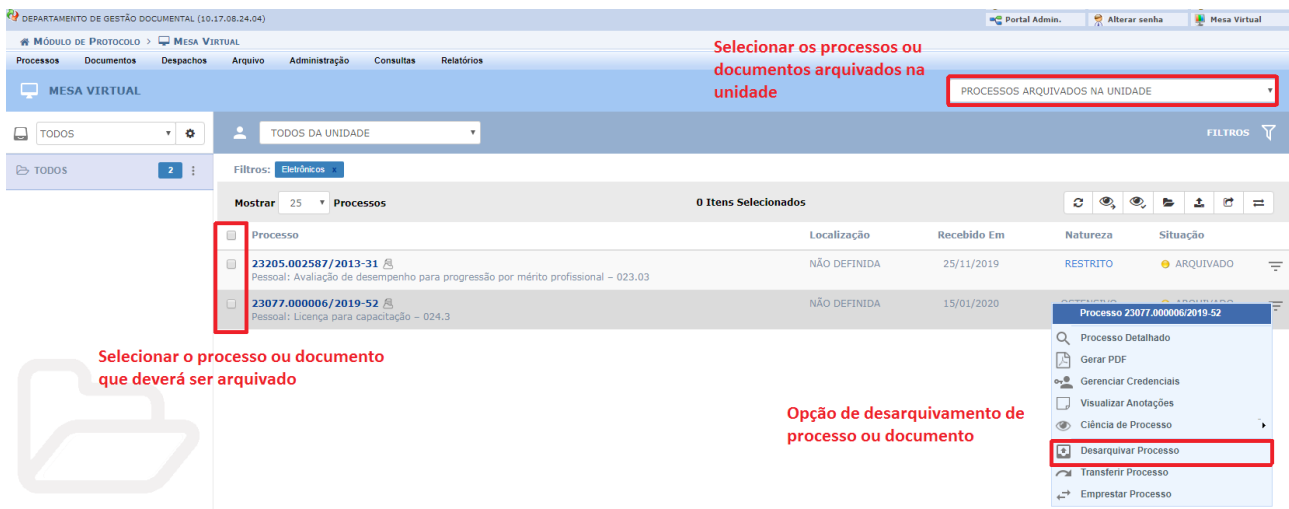 DEPARTAMENTO DE GESTÃO DOCUMENTAL (10.17.08.24.04)
Portal Admin.
Alterar senha
Mesa Virtual
MÓDULO DE PROTOCOLO > MESA VIRTUAL
Processos Documentos Despachos Arquivo Administração Consultas Relatórios
Selecionar os processos ou
documentos arquivados na
unidade
MESA VIRTUAL
PROCESSOS ARQUIVADOS NA UNIDADE
TODOS
TODOS DA UNIDADE
FILTROS
TODOS 2
Filtros: Eletrônicos x
Mostrar 25 Processos
0 Itens Selecionados
Processo Localização Recebido Em Natureza Situação
23205.002587/2013-31 NÃO DEFINIDA 25/11/2019 RESTRITO ARQUIVADO
Pessoal: Avaliação de desempenho para progressão por mérito profissional – 023.03
23077.000006/2019-52 NÃO DEFINIDA 15/01/2020 OSTENSIVO ARQUIVADO
Pessoal: Licença para capacitação – 024.3
Processo 23077.000006/2019-52
Processo Detalhado
Gerar PDF
Gerenciar Credenciais
Visualizar Anotações
Ciência de Processo
Desarquivar Processo
Transferir Processo
Emprestar Processo
Selecionar o processo ou documento
que deverá ser arquivado
Opção de desarquivamento de
processo ou documento